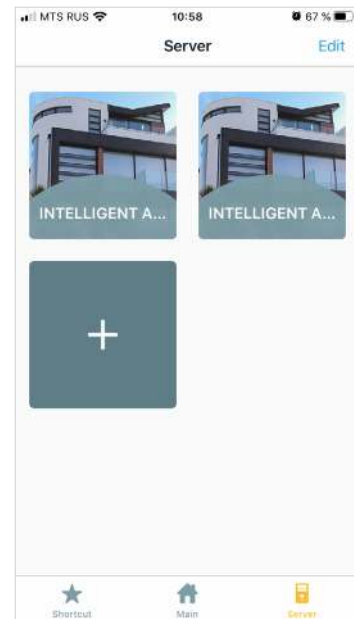 MTS RUS 10:58 67 %
Server Edit
INTELLIGENT A... INTELLIGENT A...
+
Shortcut Main Server